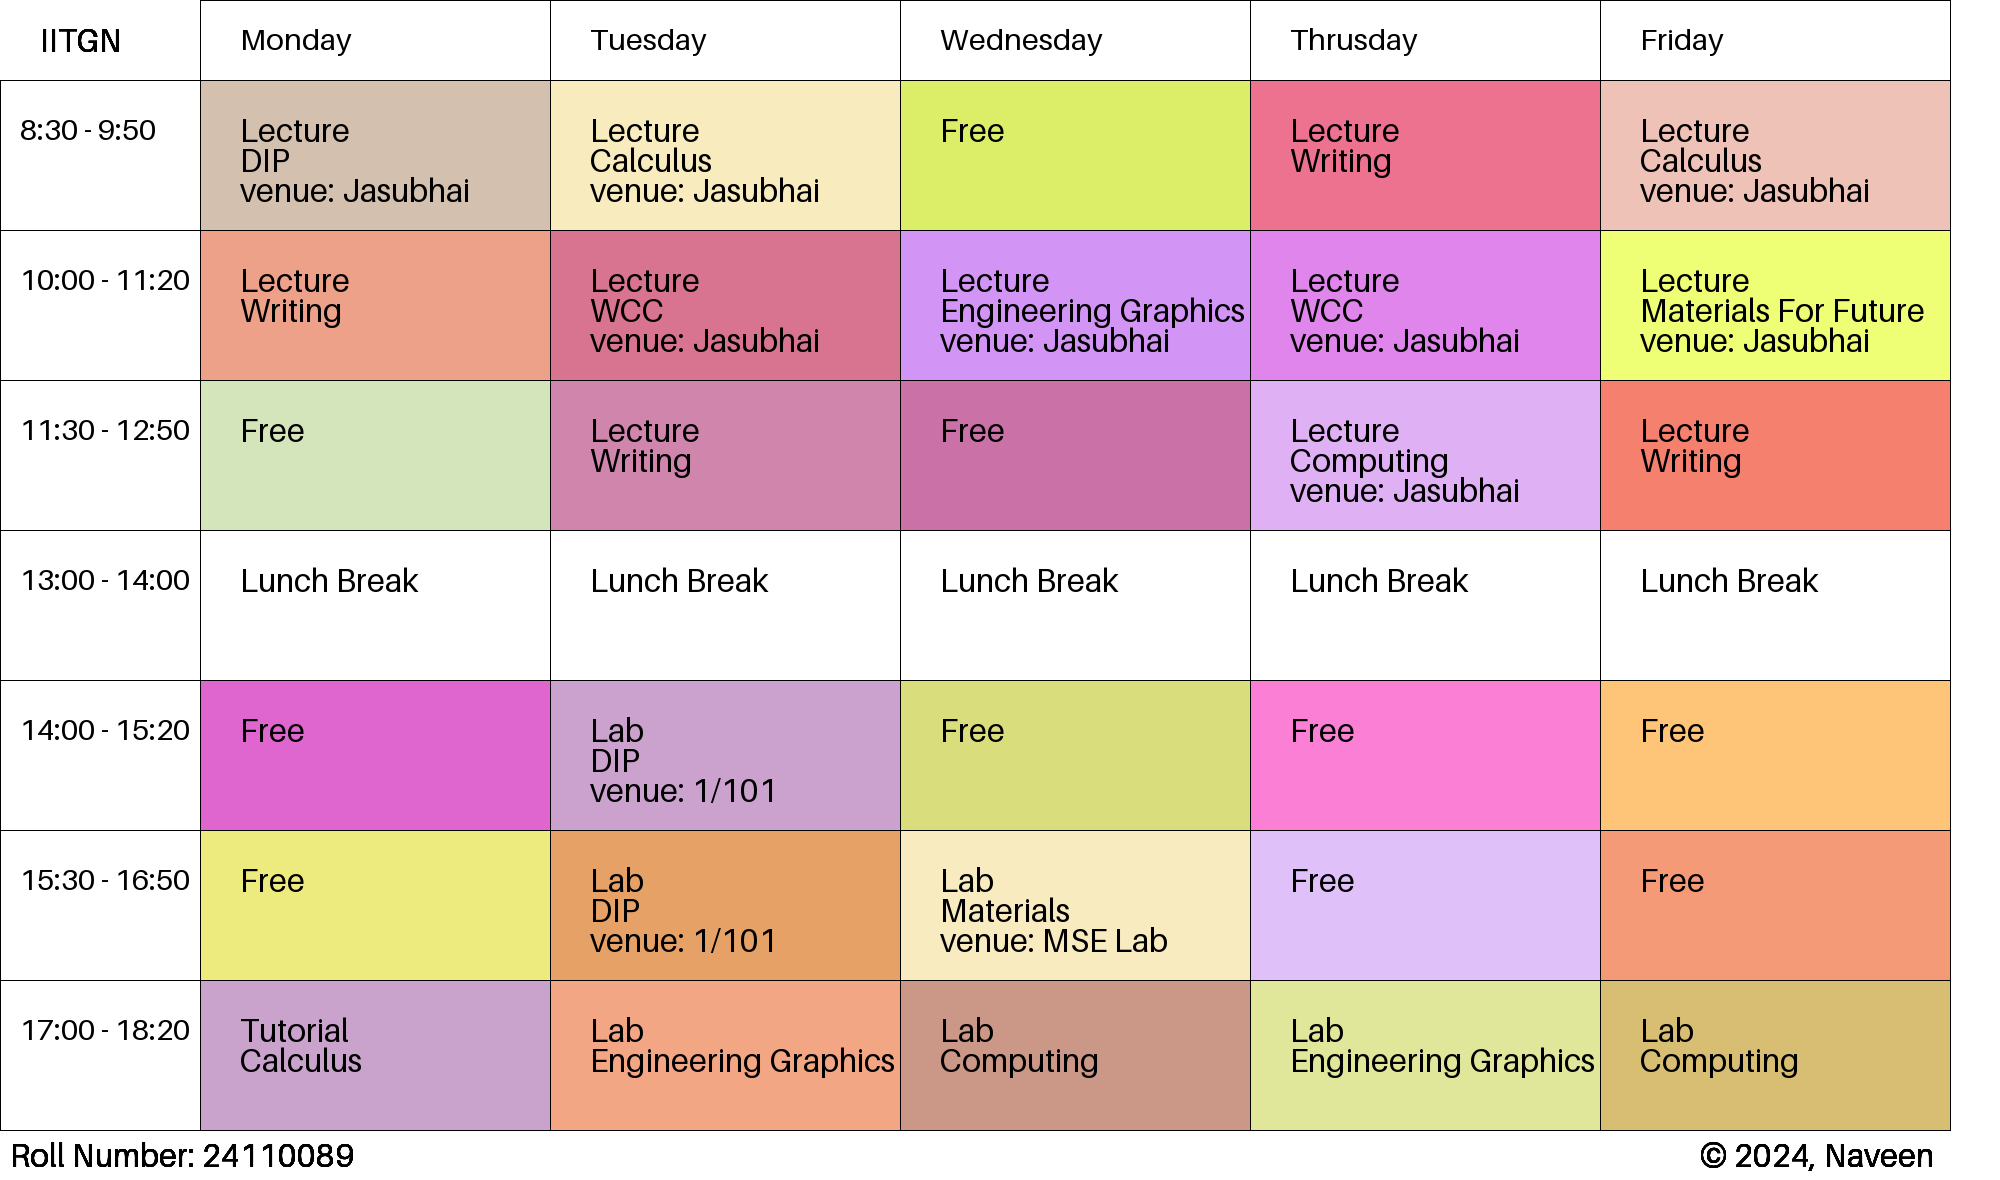 IITGN
Monday
Tuesday
Wednesday
Thrusday
Friday
8:30 - 9:50
Lecture
DIP
venue: Jasubhai
Lecture
Calculus
venue: Jasubhai
Free
Lecture
Writing
Lecture
Calculus
venue: Jasubhai
10:00 - 11:20
Lecture
Writing
Lecture
WCC
venue: Jasubhai
Lecture
Engineering Graphics
venue: Jasubhai
Lecture
WCC
venue: Jasubhai
Lecture
Materials For Future
venue: Jasubhai
11:30 - 12:50
Free
Lecture
Writing
Free
Lecture
Computing
venue: Jasubhai
Lecture
Writing
13:00 - 14:00
Lunch Break
Lunch Break
Lunch Break
Lunch Break
Lunch Break
14:00 - 15:20
Free
Lab
DIP
venue: 1/101
Free
Free
Free
15:30 - 16:50
Free
Lab
DIP
venue: 1/101
Lab
Materials
venue: MSE Lab
Free
Free
17:00 - 18:20
Tutorial
Calculus
Lab
Engineering Graphics
Lab
Computing
Lab
Engineering Graphics
Lab
Computing
Roll Number: 24110089
© 2024, Naveen